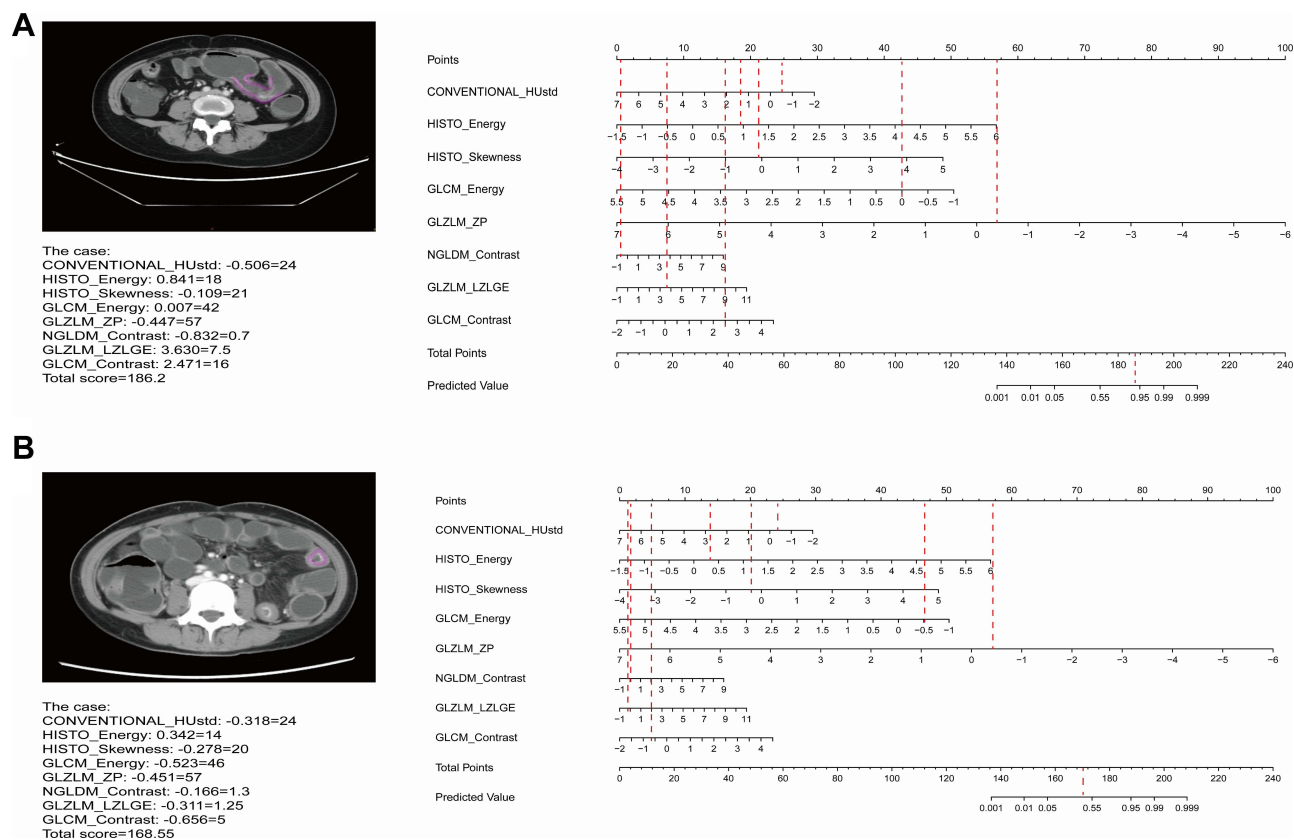 A
Points
0 10 20 30 40 50 60 70 80 90 100
CONVENTIONAL_HUstd
7 6 5 4 3 2 1 0 −1 −2
HISTO_Energy
−1.5 −1 −0.5 0 0.5 1 1.5 2 2.5 3 3.5 4 4.5 5 5.5 6
HISTO_Skewness
−4 −3 −2 −1 0 1 2 3 4 5
GLCM_Energy
5.5 5 4.5 4 3.5 3 2.5 2 1.5 1 0.5 0 −0.5 −1
GLZLM_ZP
7 6 5 4 3 2 1 0 −1 −2 −3 −4 −5 −6
NGLDM_Contrast
−1 1 3 5 7 9
GLZLM_LZLGE
−1 1 3 5 7 9 11
GLCM_Contrast
−2 −1 0 1 2 3 4
Total Points
0 20 40 60 80 100 120 140 160 180 200 220 240
Predicted Value
0.001 0.01 0.05 0.55 0.95 0.99 0.999
The case:
CONVENTIONAL_HUstd: -0.506=24
HISTO_Energy: 0.841=18
HISTO_Skewness: -0.109=21
GLCM_Energy: 0.007=42
GLZLM_ZP: -0.447=57
NGLDM_Contrast: -0.832=0.7
GLZLM_LZLGE: 3.630=7.5
GLCM_Contrast: 2.471=16
Total score=186.2
B
Points
0 10 20 30 40 50 60 70 80 90 100
CONVENTIONAL_HUstd
7 6 5 4 3 2 1 0 −1 −2
HISTO_Energy
−1.5 −1 −0.5 0 0.5 1 1.5 2 2.5 3 3.5 4 4.5 5 5.5 6
HISTO_Skewness
−4 −3 −2 −1 0 1 2 3 4 5
GLCM_Energy
5.5 5 4.5 4 3.5 3 2.5 2 1.5 1 0.5 0 −0.5 −1
GLZLM_ZP
7 6 5 4 3 2 1 0 −1 −2 −3 −4 −5 −6
NGLDM_Contrast
−1 1 3 5 7 9
GLZLM_LZLGE
−1 1 3 5 7 9 11
GLCM_Contrast
−2 −1 0 1 2 3 4
Total Points
0 20 40 60 80 100 120 140 160 180 200 220 240
Predicted Value
0.001 0.01 0.05 0.55 0.95 0.99 0.999
The case:
CONVENTIONAL_HUstd: -0.318=24
HISTO_Energy: 0.342=14
HISTO_Skewness: -0.278=20
GLCM_Energy: -0.523=46
GLZLM_ZP: -0.451=57
NGLDM_Contrast: -0.166=1.3
GLZLM_LZLGE: -0.311=1.25
GLCM_Contrast: -0.656=5
Total score=168.55